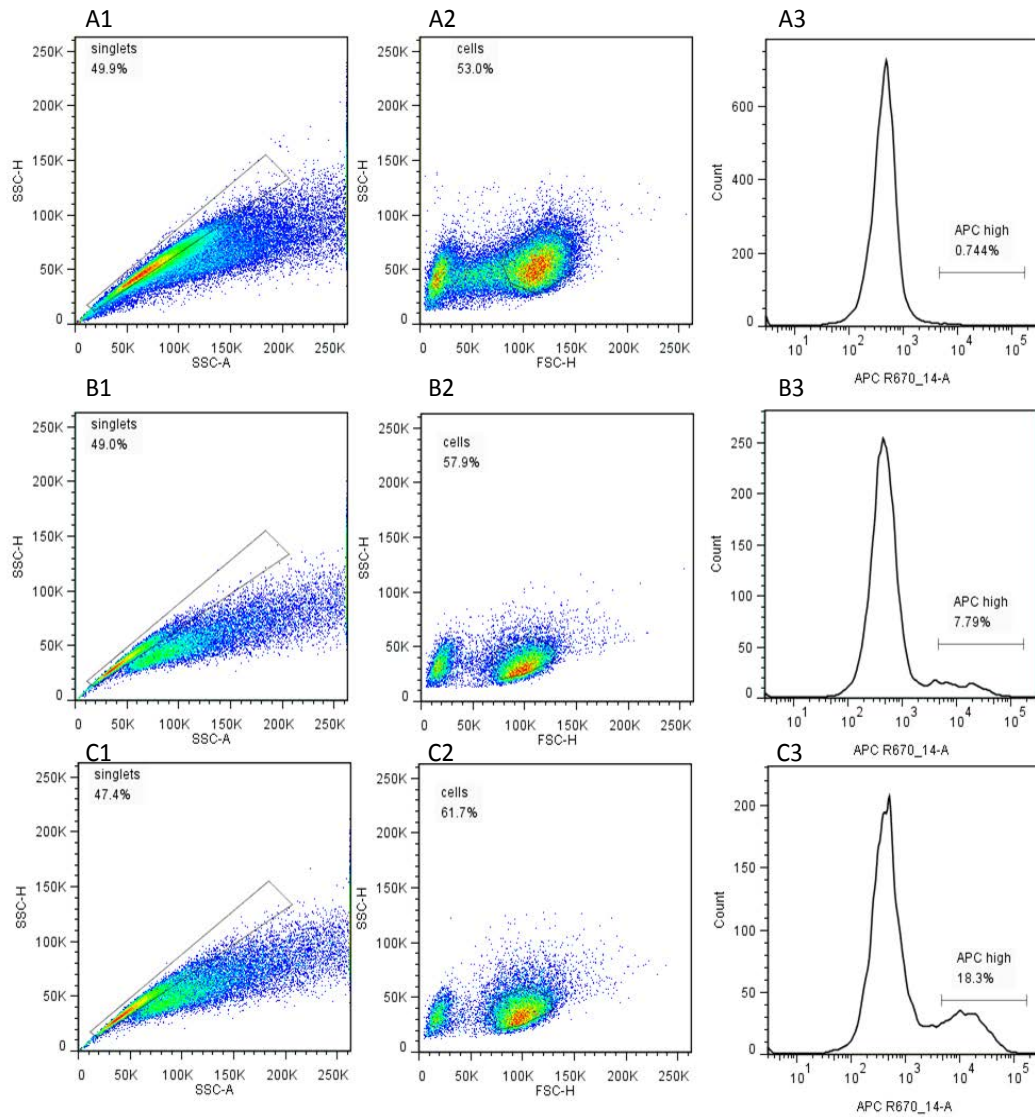 A1
A2
A3
singlets
49.9%
250K
200K
150K
100K
50K
0
SSC-H
0 50K 100K 150K 200K 250K
SSC-A
cells
53.0%
250K
200K
150K
100K
50K
0
SSC-H
0 50K 100K 150K 200K 250K
FSC-H
600
400
200
0
Count
APC high
0.744%
10^1 10^2 10^3 10^4 10^5
APC R670_14-A
B1
B2
B3
singlets
49.0%
250K
200K
150K
100K
50K
0
SSC-H
0 50K 100K 150K 200K 250K
SSC-A
cells
57.9%
250K
200K
150K
100K
50K
0
SSC-H
0 50K 100K 150K 200K 250K
FSC-H
250
200
150
100
50
0
Count
APC high
7.79%
10^1 10^2 10^3 10^4 10^5
APC R670_14-A
C1
C2
C3
singlets
47.4%
250K
200K
150K
100K
50K
0
SSC-H
0 50K 100K 150K 200K 250K
SSC-A
cells
61.7%
250K
200K
150K
100K
50K
0
SSC-H
0 50K 100K 150K 200K 250K
FSC-H
200
150
100
50
0
Count
APC high
18.3%
10^1 10^2 10^3 10^4 10^5
APC R670_14-A